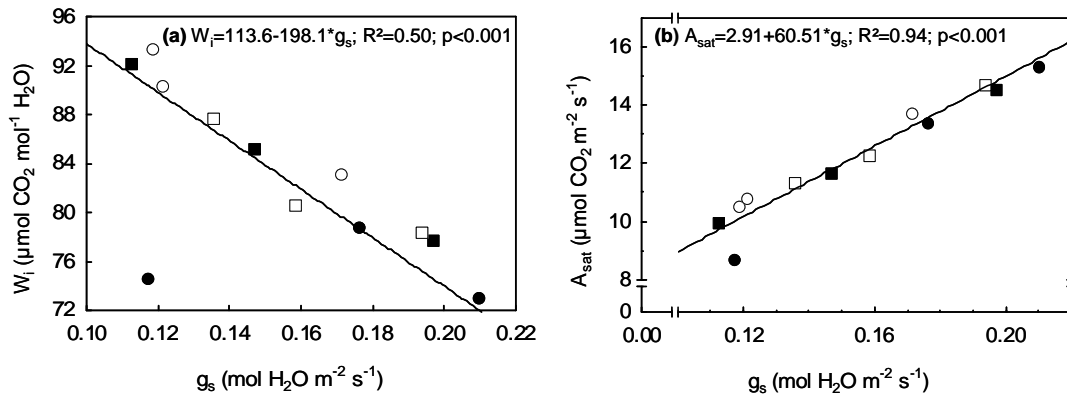 (a) Wi=113.6-198.1*gs; R²=0.50; p<0.001
96
92
88
84
80
76
72
0.10 0.12 0.14 0.16 0.18 0.20 0.22
Wi (µmol CO2 mol-1 H2O)
gs (mol H2O m-2 s-1)
(b) Asat=2.91+60.51*gs; R²=0.94; p<0.001
16
14
12
10
8
0
0.00 0.12 0.16 0.20
Asat (µmol CO2 m-2 s-1)
gs (mol H2O m-2 s-1)